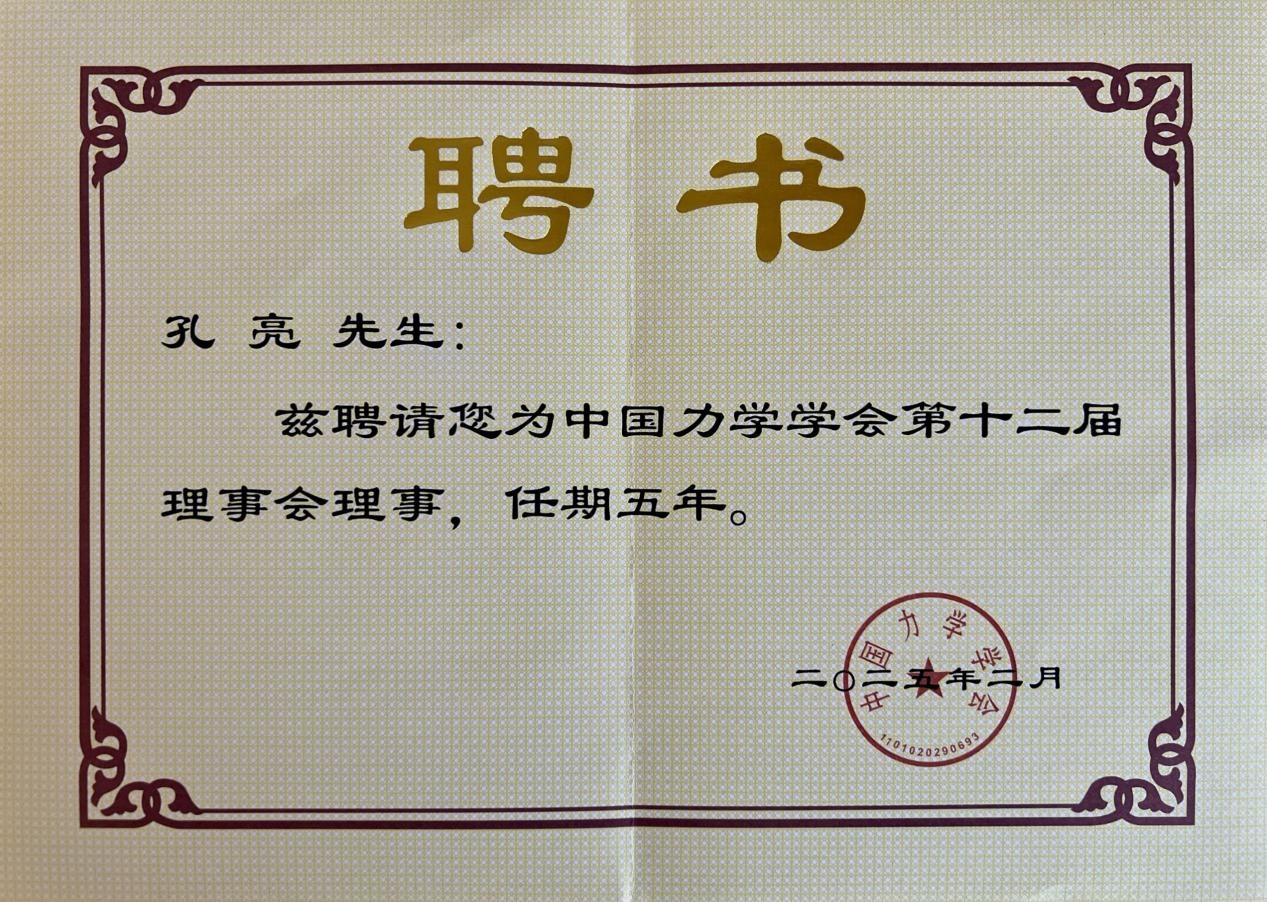 聘书
孔 亮 先生：
兹聘请您为中国力学学会第十二届
理事会理事，任期五年。
中国力学学会
二〇二五年二月
1101020290693